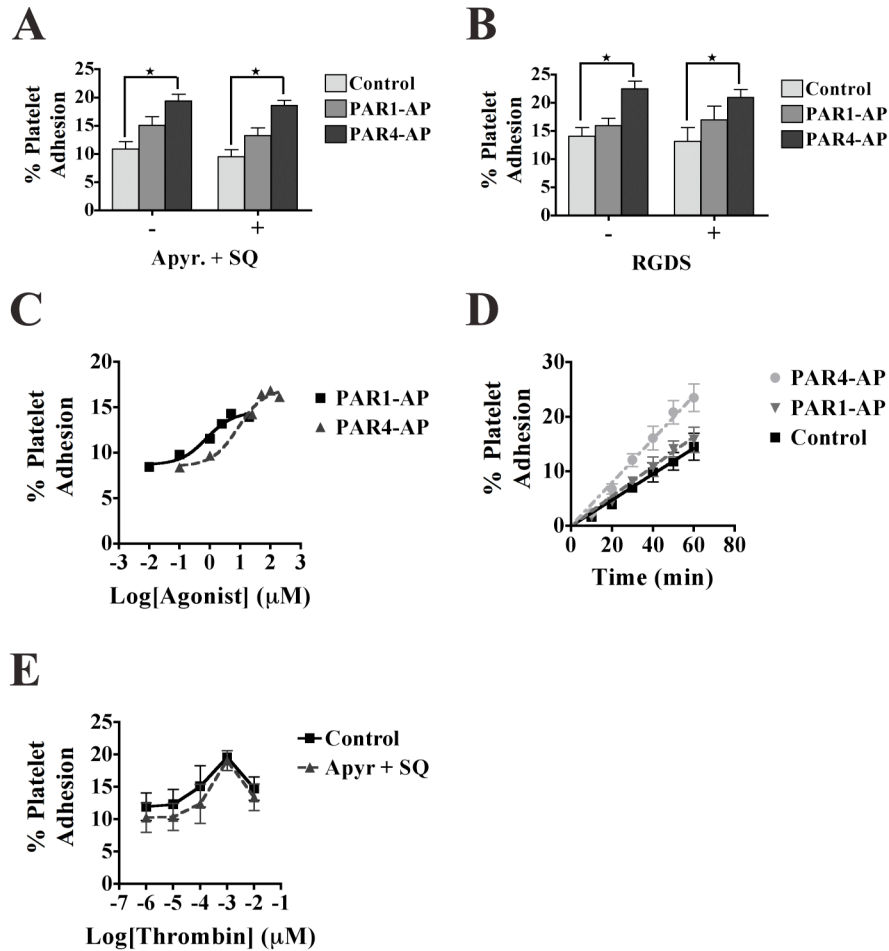 A
% Platelet
Adhesion
25
20
15
10
5
0
★
★
-
+
Apyr. + SQ
Control
PAR1-AP
PAR4-AP
B
% Platelet
Adhesion
25
20
15
10
5
0
★
★
-
+
RGDS
Control
PAR1-AP
PAR4-AP
C
% Platelet
Adhesion
20
15
10
5
0
-3 -2 -1 0 1 2 3
Log[Agonist] (μM)
PAR1-AP
PAR4-AP
D
% Platelet
Adhesion
30
20
10
0
0 20 40 60 80
Time (min)
PAR4-AP
PAR1-AP
Control
E
% Platelet
Adhesion
25
20
15
10
5
0
-7 -6 -5 -4 -3 -2 -1
Log[Thrombin] (μM)
Control
Apyr + SQ